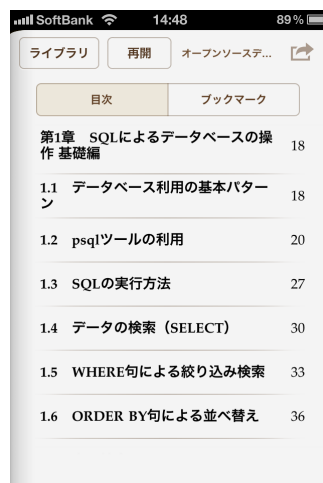 SoftBank 14:48 89%
ライブラリ 再開 オープンソースデ...
目次 ブックマーク
第1章　SQLによるデータベースの操
作 基礎編 18
1.1　データベース利用の基本パター
ン 18
1.2　psqlツールの利用 20
1.3　SQLの実行方法 27
1.4　データの検索（SELECT） 30
1.5　WHERE句による絞り込み検索 33
1.6　ORDER BY句による並べ替え 36